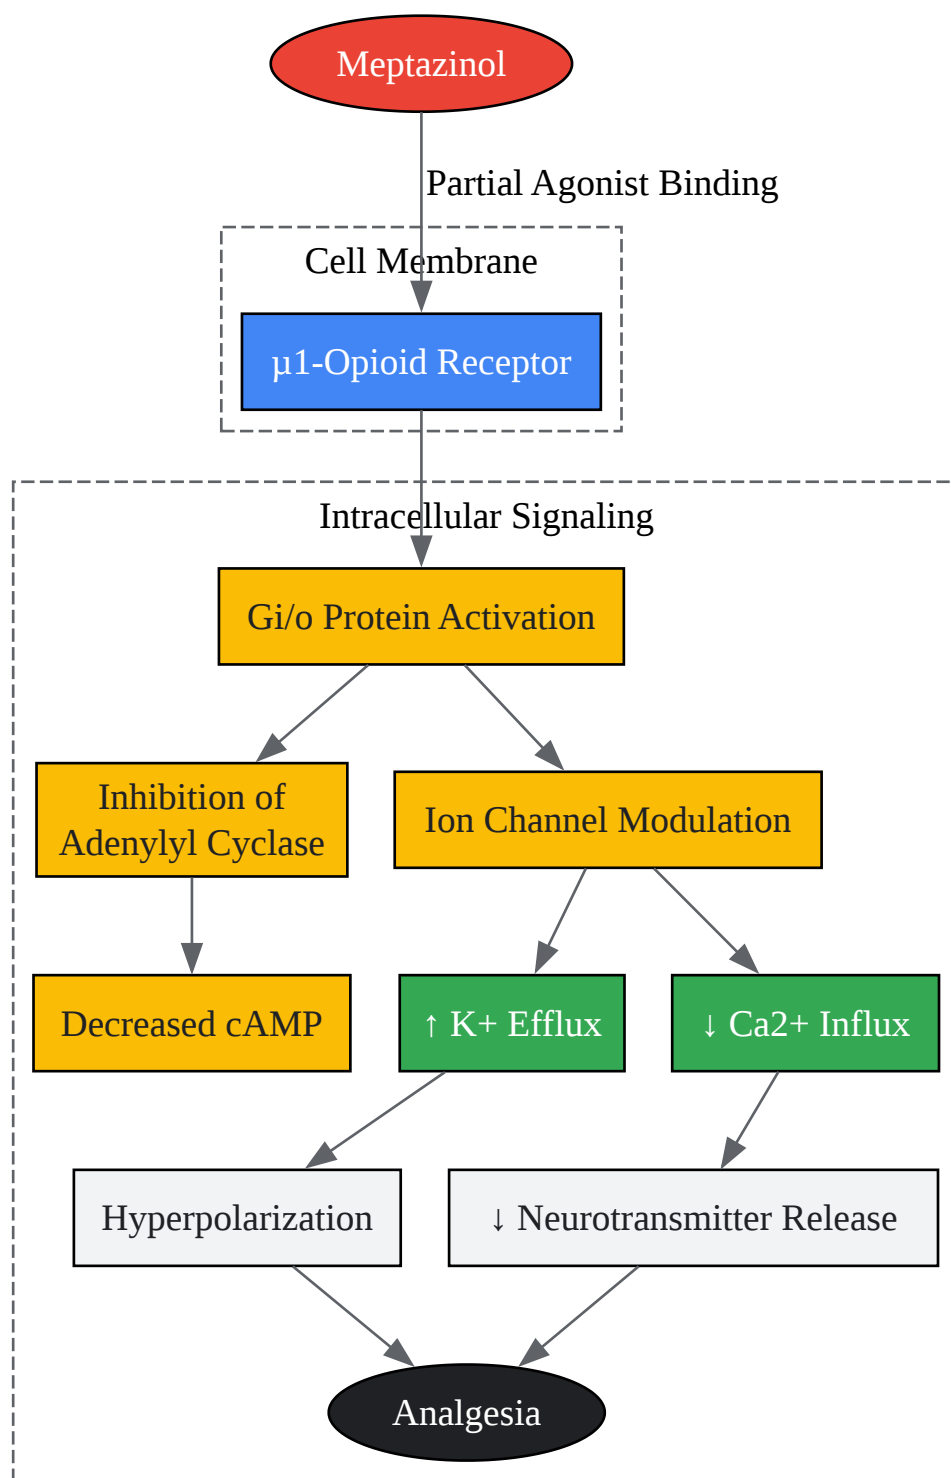 Meptazinol
Partial Agonist Binding
Cell Membrane
µ1-Opioid Receptor
Intracellular Signaling
Gi/o Protein Activation
Inhibition of
Adenylyl Cyclase
Ion Channel Modulation
Decreased cAMP
↑ K+ Efflux
↓ Ca2+ Influx
Hyperpolarization
↓ Neurotransmitter Release
Analgesia